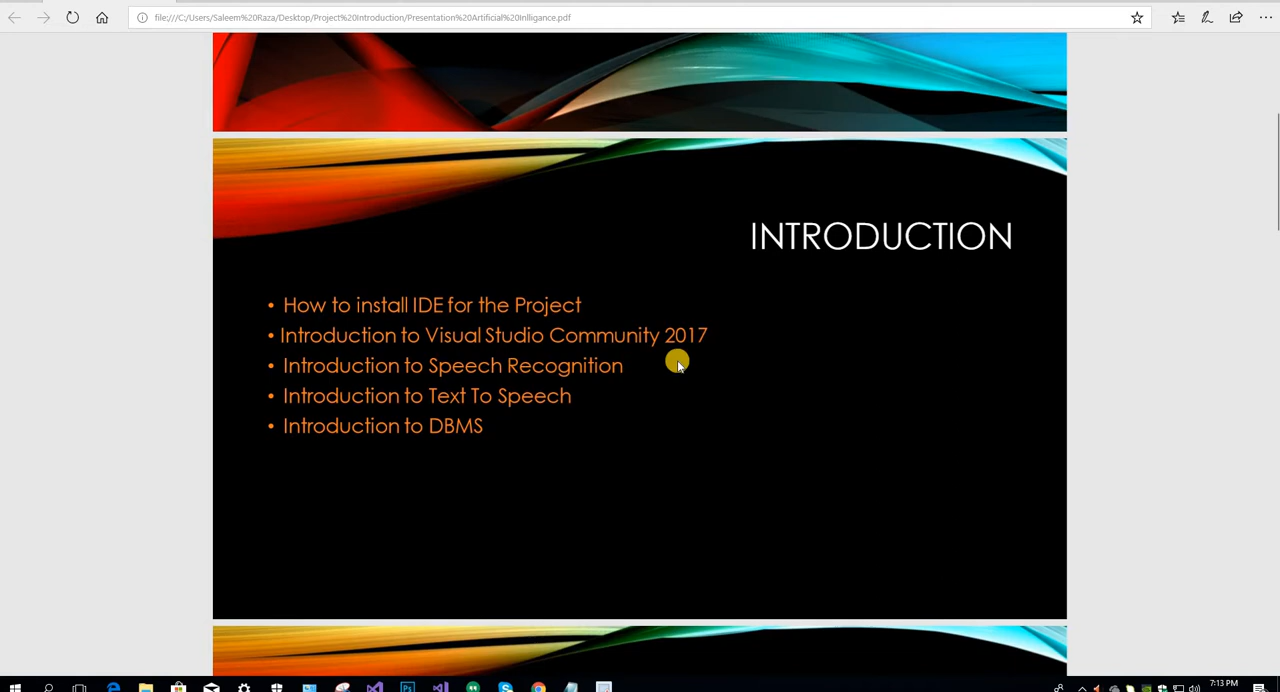 file:///C:/Users/Saleem%20Raza/Desktop/Project%20Introduction/Presentation%20Artificial%20Inlligance.pdf
INTRODUCTION
• How to install IDE for the Project
• Introduction to Visual Studio Community 2017
• Introduction to Speech Recognition
• Introduction to Text To Speech
• Introduction to DBMS
7:13 PM